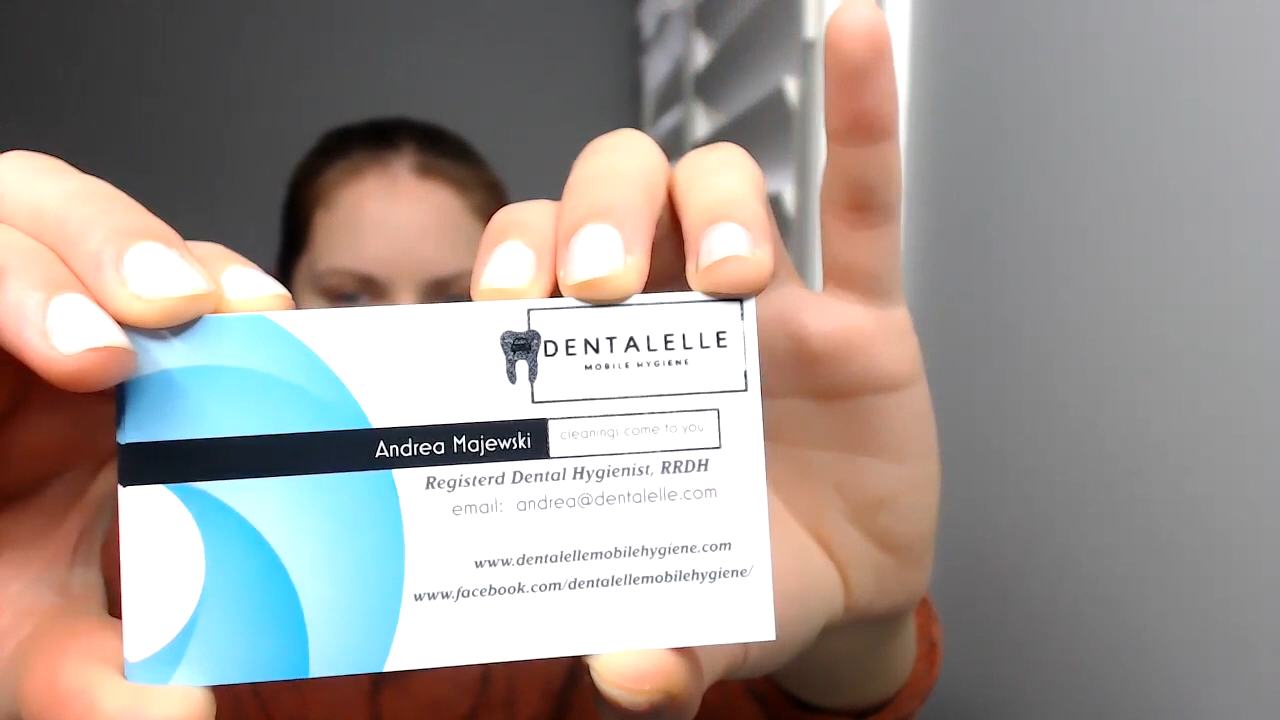 DENTALELLE
MOBILE HYGIENE
Andrea Majewski
cleanings come to you
Registerd Dental Hygienist, RRDH
email: andrea@dentalelle.com
www.dentalellemobilehygiene.com
www.facebook.com/dentalellemobilehygiene/